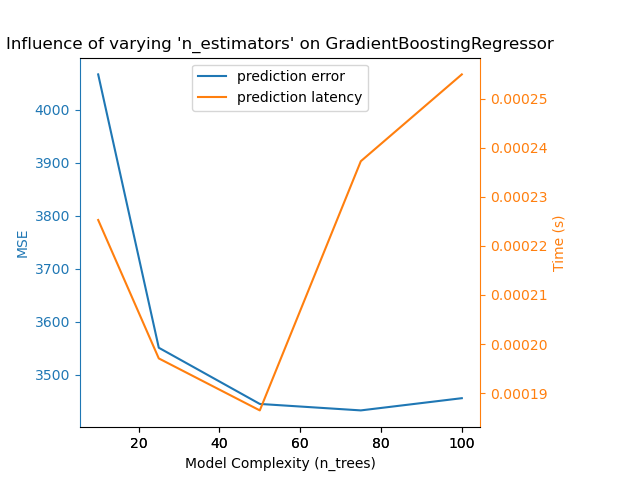 Influence of varying 'n_estimators' on GradientBoostingRegressor
prediction error
prediction latency
4000
3900
3800
3700
3600
3500
MSE
0.00025
0.00024
0.00023
0.00022
0.00021
0.00020
0.00019
Time (s)
20 40 60 80 100
Model Complexity (n_trees)